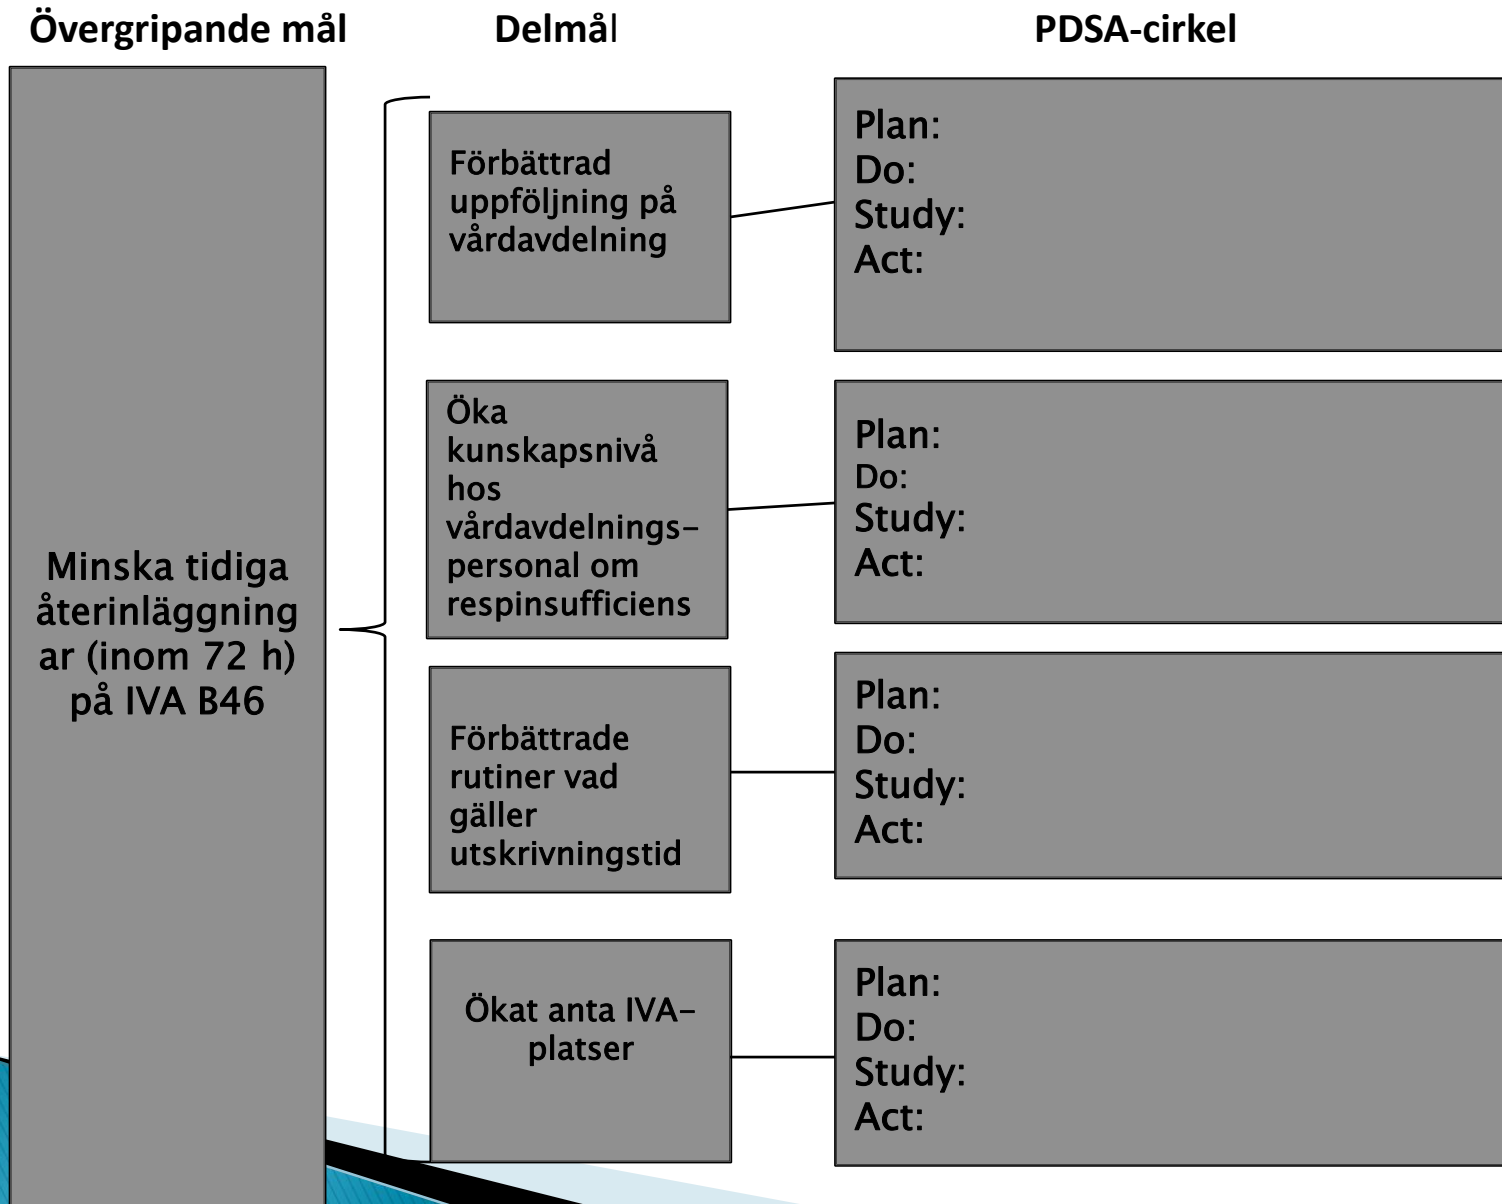 Övergripande mål
Delmål
PDSA-cirkel
Minska tidiga
återinläggning
ar (inom 72 h)
på IVA B46
Förbättrad
uppföljning på
vårdavdelning
Plan:
Do:
Study:
Act:
Öka
kunskapsnivå
hos
vårdavdelnings-
personal om
respinsufficiens
Plan:
Do:
Study:
Act:
Förbättrade
rutiner vad
gäller
utskrivningstid
Plan:
Do:
Study:
Act:
Ökat anta IVA-
platser
Plan:
Do:
Study:
Act: